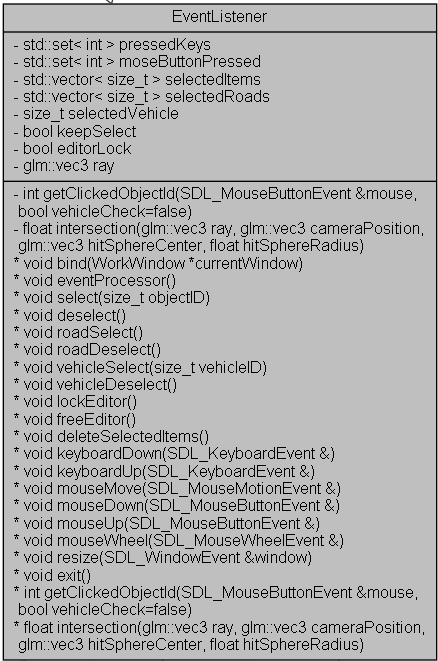 EventListener
- std::set< int > pressedKeys
- std::set< int > moseButtonPressed
- std::vector< size_t > selectedItems
- std::vector< size_t > selectedRoads
- size_t selectedVehicle
- bool keepSelect
- bool editorLock
- glm::vec3 ray
- int getClickedObjectId(SDL_MouseButtonEvent &mouse,
bool vehicleCheck=false)
- float intersection(glm::vec3 ray, glm::vec3 cameraPosition,
glm::vec3 hitSphereCenter, float hitSphereRadius)
* void bind(WorkWindow *currentWindow)
* void eventProcessor()
* void select(size_t objectID)
* void deselect()
* void roadSelect()
* void roadDeselect()
* void vehicleSelect(size_t vehicleID)
* void vehicleDeselect()
* void lockEditor()
* void freeEditor()
* void deleteSelectedItems()
* void keyboardDown(SDL_KeyboardEvent &)
* void keyboardUp(SDL_KeyboardEvent &)
* void mouseMove(SDL_MouseMotionEvent &)
* void mouseDown(SDL_MouseButtonEvent &)
* void mouseUp(SDL_MouseButtonEvent &)
* void mouseWheel(SDL_MouseWheelEvent &)
* void resize(SDL_WindowEvent &window)
* void exit()
* int getClickedObjectId(SDL_MouseButtonEvent &mouse,
bool vehicleCheck=false)
* float intersection(glm::vec3 ray, glm::vec3 cameraPosition,
glm::vec3 hitSphereCenter, float hitSphereRadius)